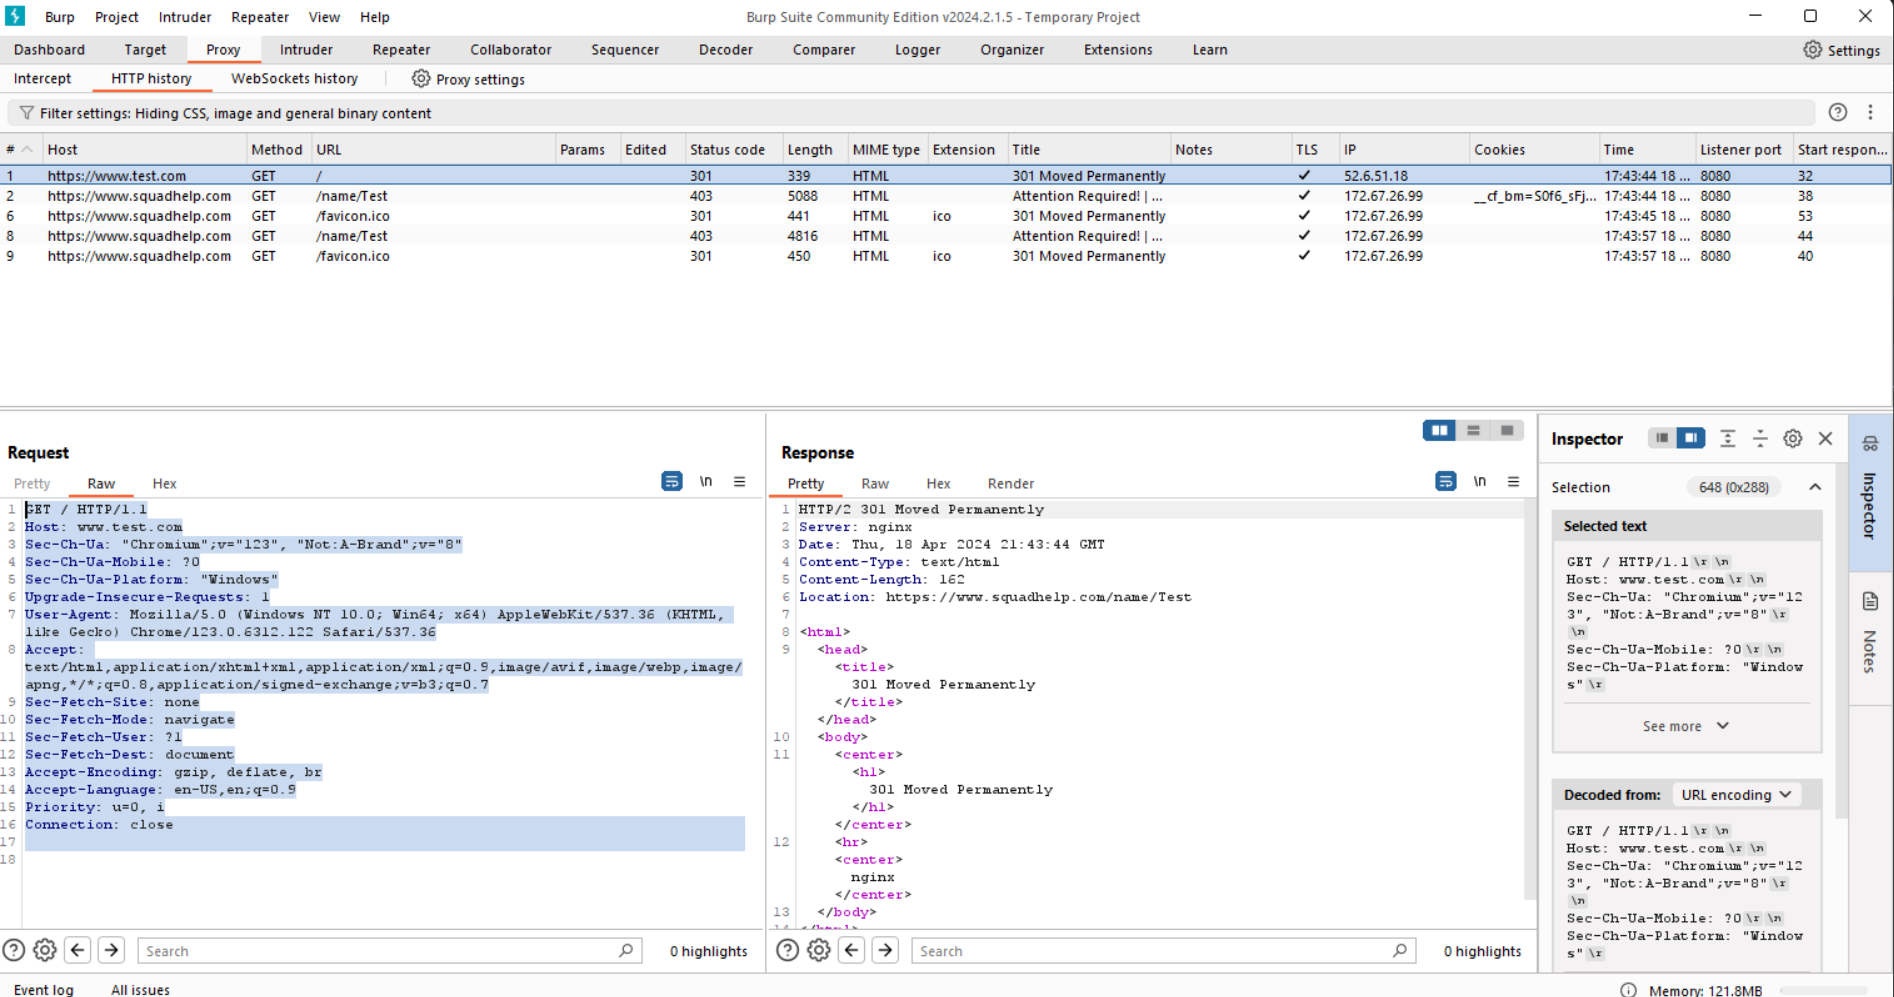 Burp Project Intruder Repeater View Help
Burp Suite Community Edition v2024.2.1.5 - Temporary Project
Dashboard Target Proxy Intruder Repeater Collaborator Sequencer Decoder Comparer Logger Organizer Extensions Learn Settings
Intercept HTTP history WebSockets history Proxy settings
Filter settings: Hiding CSS, image and general binary content
# Host Method URL Params Edited Status code Length MIME type Extension Title Notes TLS IP Cookies Time Listener port Start respon...
1 https://www.test.com GET / 301 339 HTML 301 Moved Permanently ✓ 52.6.51.18 17:43:44 18 ... 8080 32
2 https://www.squadhelp.com GET /name/Test 403 5088 HTML Attention Required! | ... ✓ 172.67.26.99 __cf_bm=S0f6_sFj... 17:43:44 18 ... 8080 38
6 https://www.squadhelp.com GET /favicon.ico 301 441 HTML ico 301 Moved Permanently ✓ 172.67.26.99 17:43:45 18 ... 8080 53
8 https://www.squadhelp.com GET /name/Test 403 4816 HTML Attention Required! | ... ✓ 172.67.26.99 17:43:57 18 ... 8080 44
9 https://www.squadhelp.com GET /favicon.ico 301 450 HTML ico 301 Moved Permanently ✓ 172.67.26.99 17:43:57 18 ... 8080 40
Request
Pretty Raw Hex \n
1 GET / HTTP/1.1
2 Host: www.test.com
3 Sec-Ch-Ua: "Chromium";v="123", "Not:A-Brand";v="8"
4 Sec-Ch-Ua-Mobile: ?0
5 Sec-Ch-Ua-Platform: "Windows"
6 Upgrade-Insecure-Requests: 1
7 User-Agent: Mozilla/5.0 (Windows NT 10.0; Win64; x64) AppleWebKit/537.36 (KHTML,
like Gecko) Chrome/123.0.6312.122 Safari/537.36
8 Accept:
text/html,application/xhtml+xml,application/xml;q=0.9,image/avif,image/webp,image/
apng,*/*;q=0.8,application/signed-exchange;v=b3;q=0.7
9 Sec-Fetch-Site: none
10 Sec-Fetch-Mode: navigate
11 Sec-Fetch-User: ?1
12 Sec-Fetch-Dest: document
13 Accept-Encoding: gzip, deflate, br
14 Accept-Language: en-US,en;q=0.9
15 Priority: u=0, i
16 Connection: close
17
18
Search 0 highlights
Response
Pretty Raw Hex Render \n
1 HTTP/2 301 Moved Permanently
2 Server: nginx
3 Date: Thu, 18 Apr 2024 21:43:44 GMT
4 Content-Type: text/html
5 Content-Length: 162
6 Location: https://www.squadhelp.com/name/Test
7
8 <html>
9 <head>
<title>
301 Moved Permanently
</title>
</head>
10 <body>
11 <center>
<h1>
301 Moved Permanently
</h1>
</center>
12 <hr>
<center>
nginx
</center>
13 </body>
14 </html>
Search 0 highlights
Inspector
Selection 648 (0x288)
Selected text
GET / HTTP/1.1\r\n
Host: www.test.com\r\n
Sec-Ch-Ua: "Chromium";v="12
3", "Not:A-Brand";v="8"\r
\n
Sec-Ch-Ua-Mobile: ?0\r\n
Sec-Ch-Ua-Platform: "Window
s"\r
See more
Decoded from: URL encoding
GET / HTTP/1.1\r\n
Host: www.test.com\r\n
Sec-Ch-Ua: "Chromium";v="12
3", "Not:A-Brand";v="8"\r
\n
Sec-Ch-Ua-Mobile: ?0\r\n
Sec-Ch-Ua-Platform: "Window
s"\r
Inspector
Notes
Event log All issues
Memory: 121.8MB